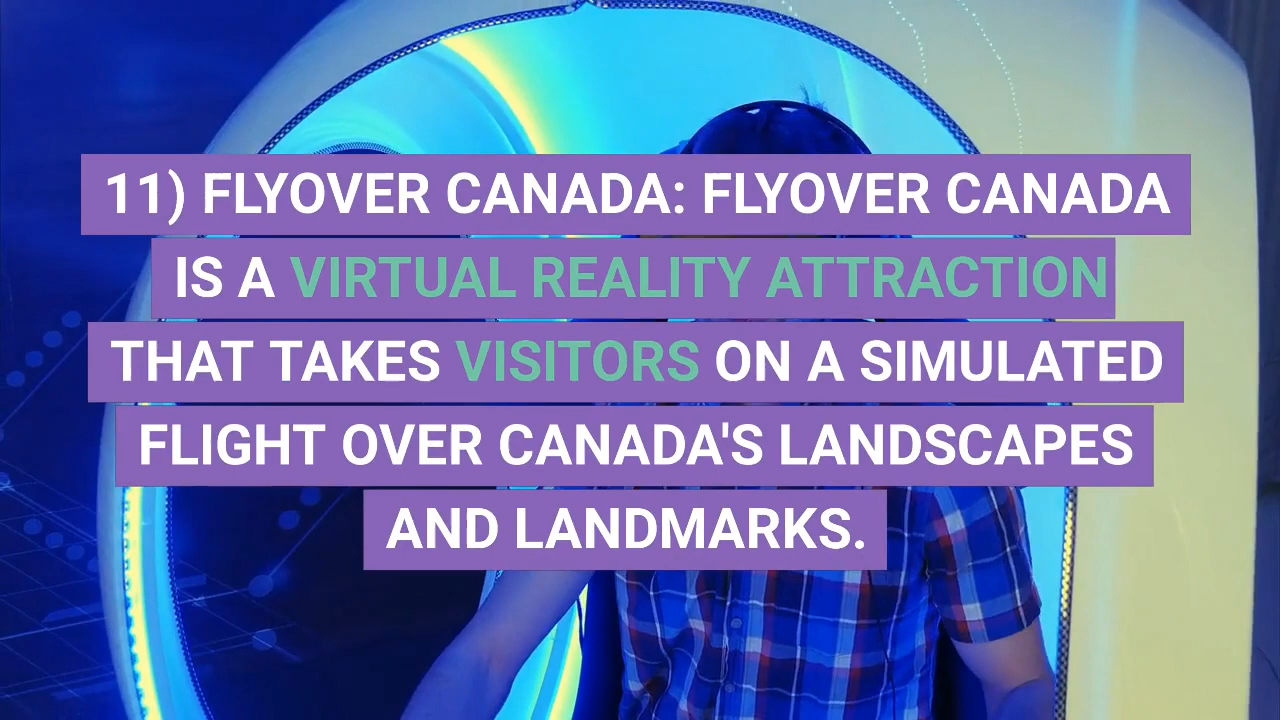 11) FLYOVER CANADA: FLYOVER CANADA
IS A VIRTUAL REALITY ATTRACTION
THAT TAKES VISITORS ON A SIMULATED
FLIGHT OVER CANADA'S LANDSCAPES
AND LANDMARKS.